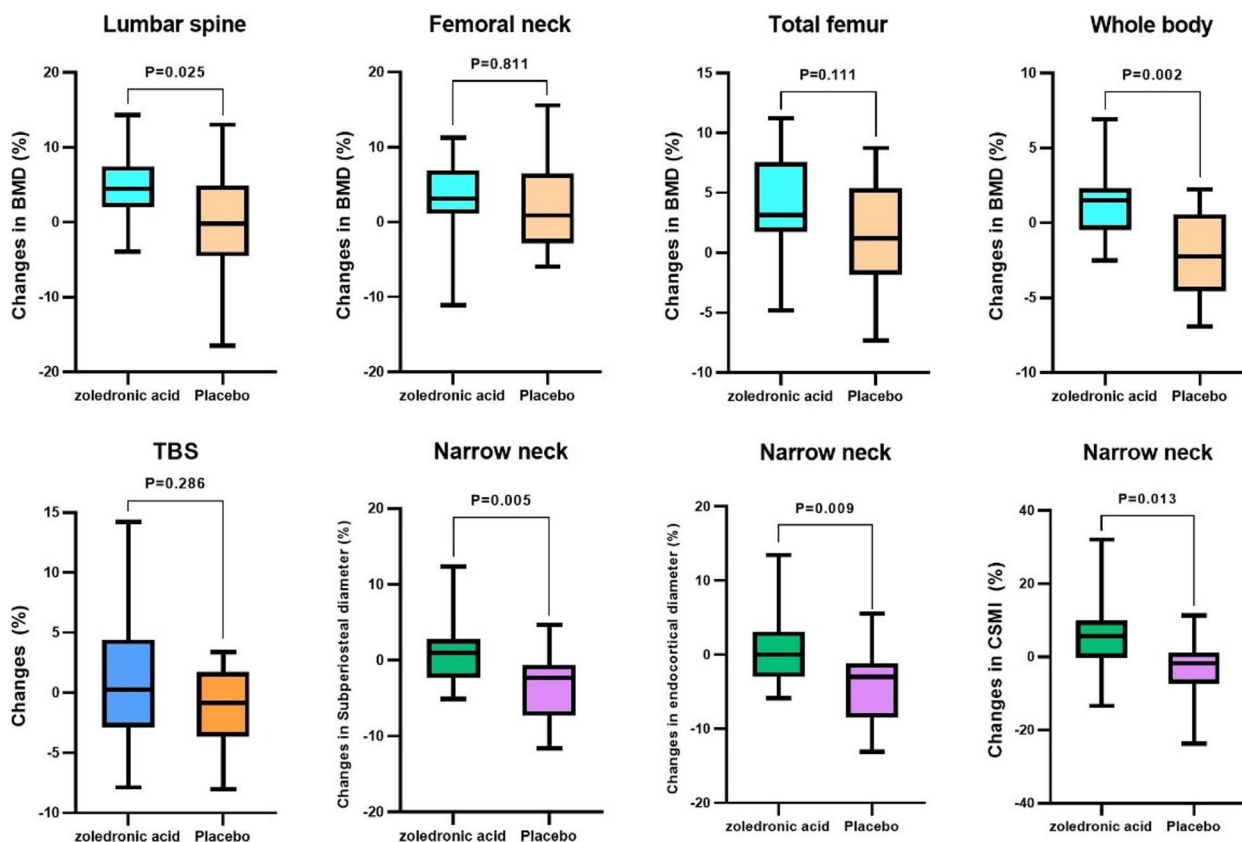 Lumbar spine
P=0.025
Changes in BMD (%)
20
10
0
-10
-20
zoledronic acid Placebo
Femoral neck
P=0.811
Changes in BMD (%)
20
10
0
-10
-20
zoledronic acid Placebo
Total femur
P=0.111
Changes in BMD (%)
15
10
5
0
-5
-10
zoledronic acid Placebo
Whole body
P=0.002
Changes in BMD (%)
10
5
0
-5
-10
zoledronic acid Placebo
TBS
P=0.286
Changes (%)
15
10
5
0
-5
-10
zoledronic acid Placebo
Narrow neck
P=0.005
Changes in Subperiosteal diameter (%)
20
10
0
-10
-20
zoledronic acid Placebo
Narrow neck
P=0.009
Changes in endocortical diameter (%)
20
10
0
-10
-20
zoledronic acid Placebo
Narrow neck
P=0.013
Changes in CSMI (%)
40
20
0
-20
-40
zoledronic acid Placebo